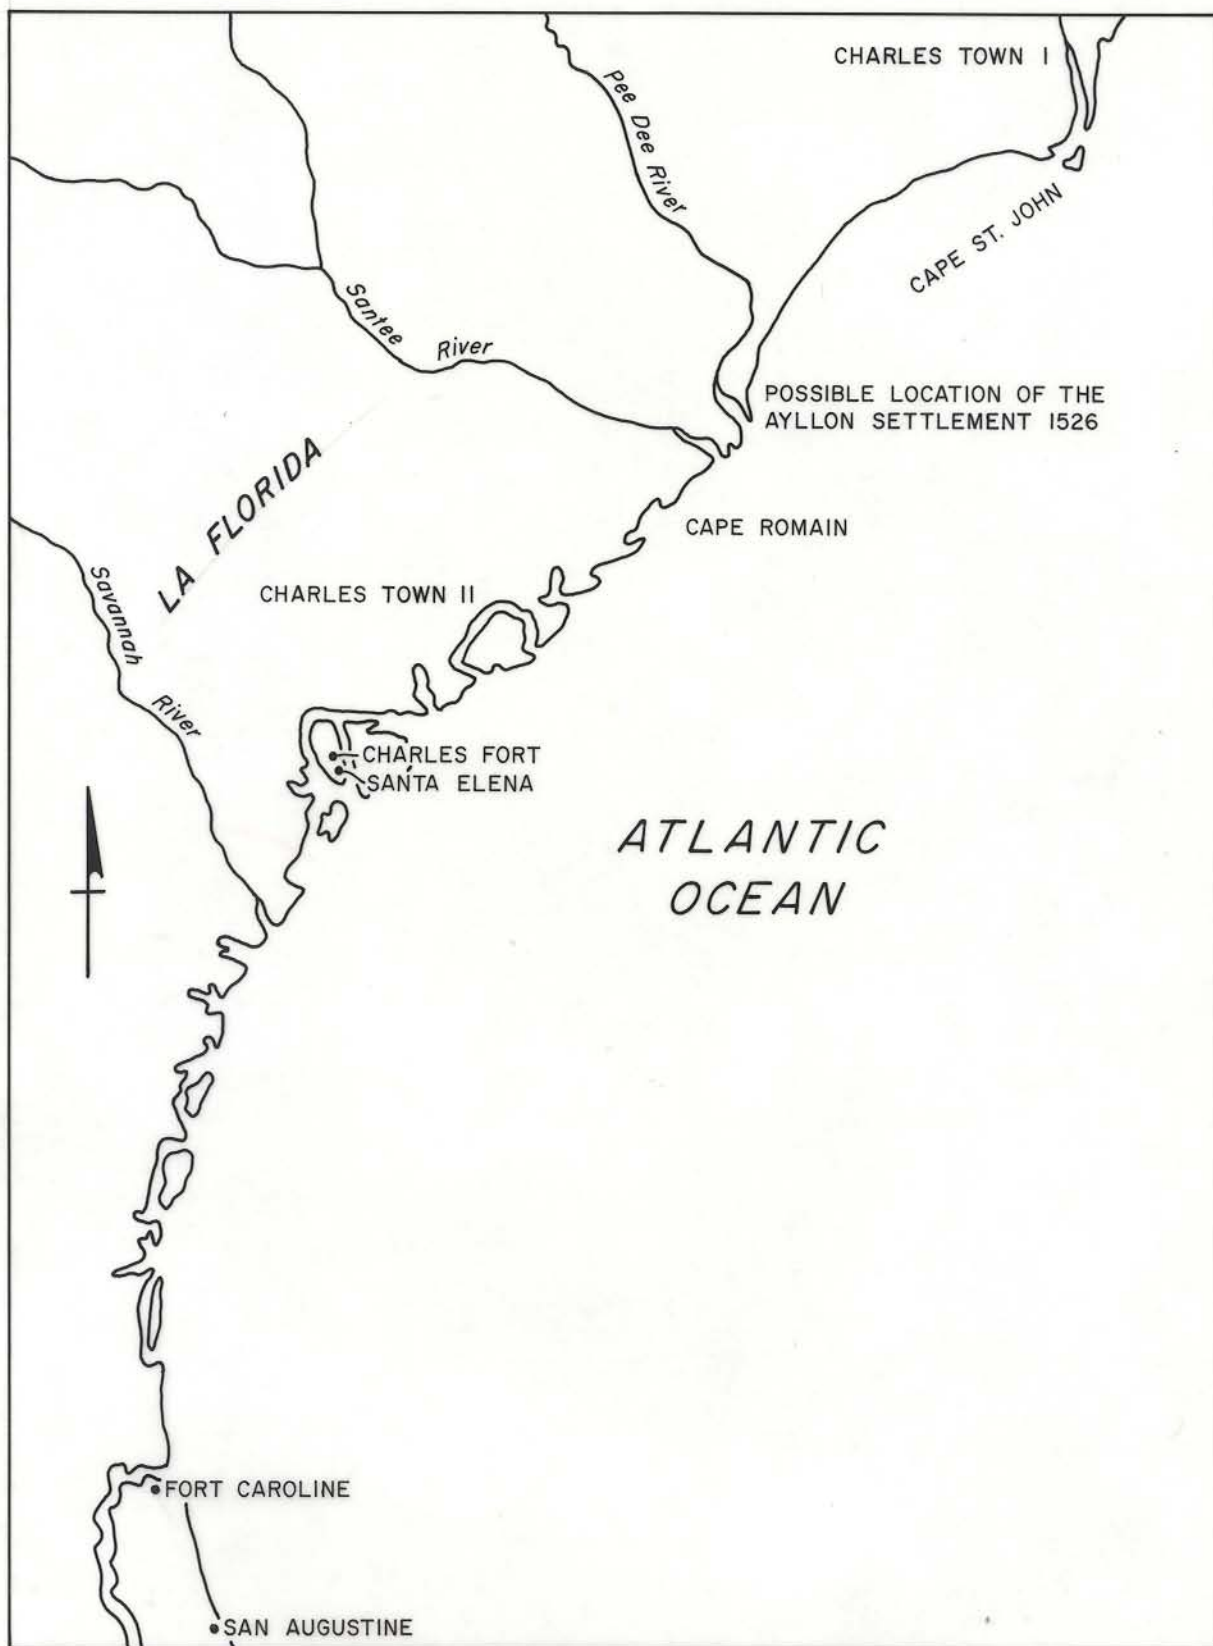 CHARLES TOWN I
Pee Dee River
CAPE ST. JOHN
Santee River
POSSIBLE LOCATION OF THE
AYLLON SETTLEMENT 1526
LA FLORIDA
CAPE ROMAIN
Savannah River
CHARLES TOWN II
CHARLES FORT
SANTA ELENA
ATLANTIC
OCEAN
FORT CAROLINE
SAN AUGUSTINE